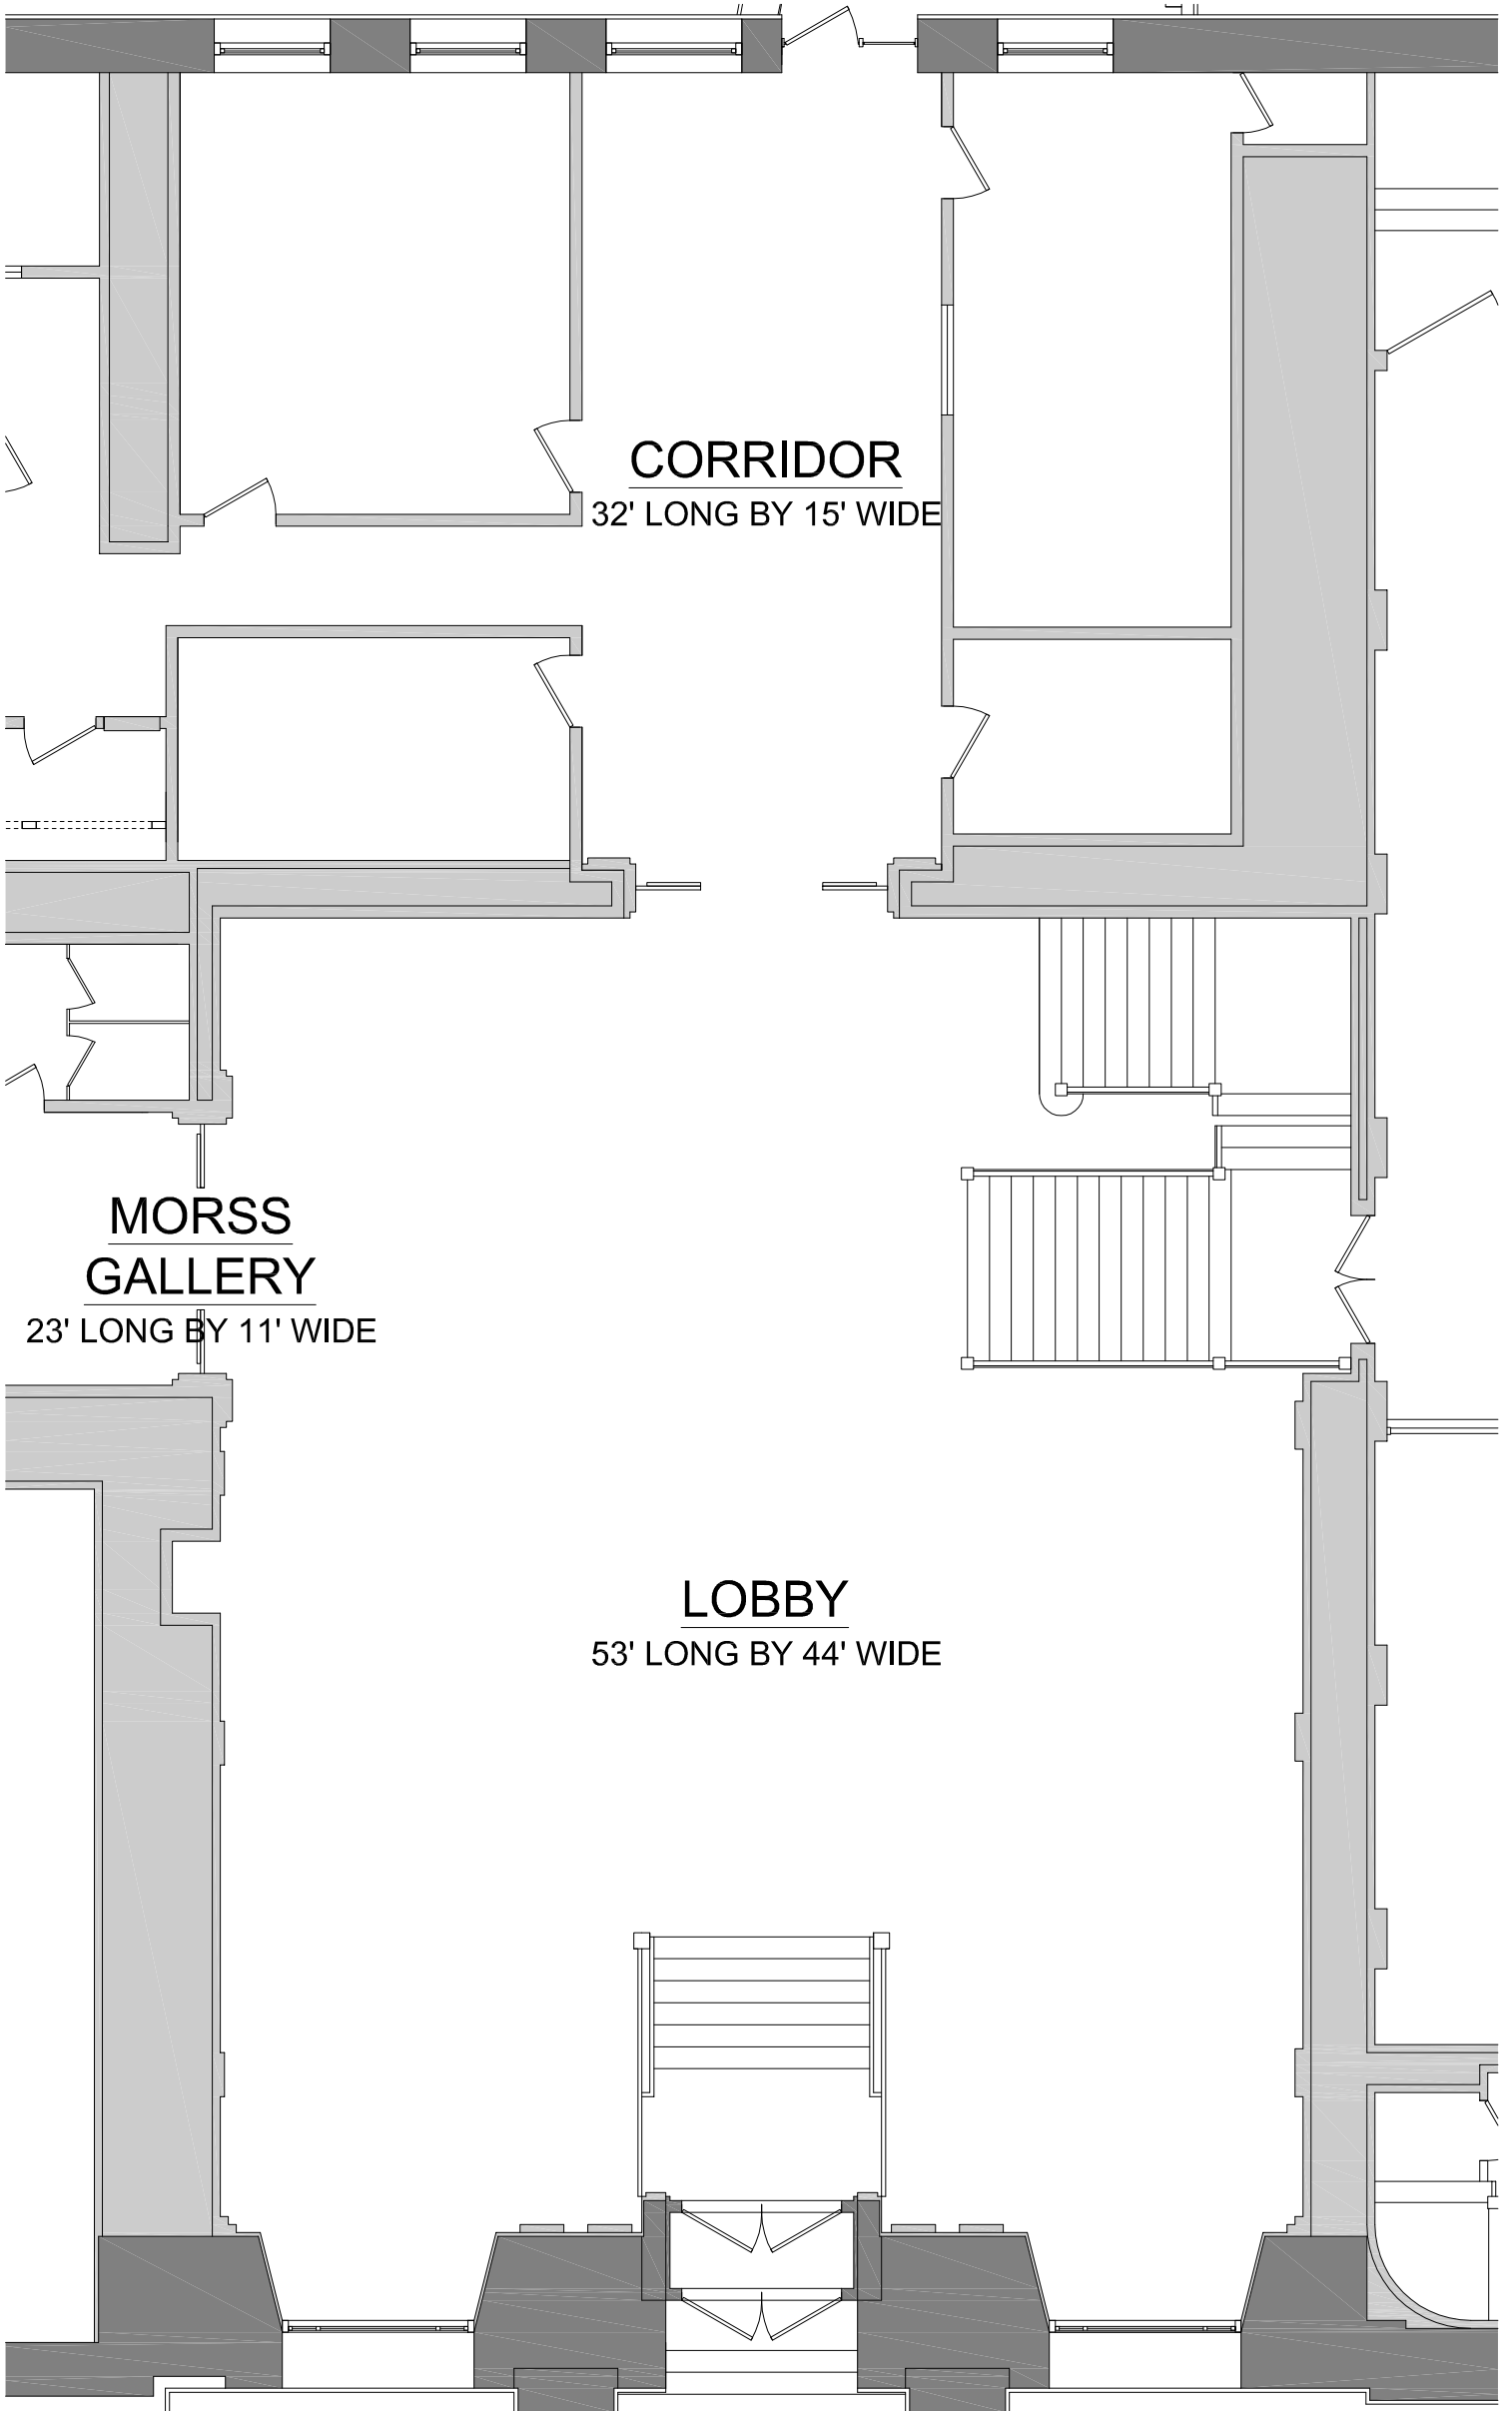 CORRIDOR
32' LONG BY 15' WIDE
MORSS
GALLERY
23' LONG BY 11' WIDE
LOBBY
53' LONG BY 44' WIDE